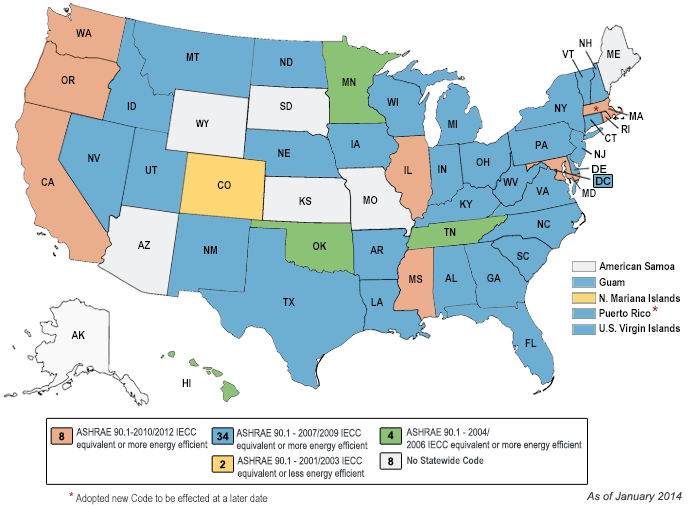 NH
ME
WA
VT
MT
ND
MN
OR
ID
WI
NY
*
MA
SD
MI
RI
WY
CT
IA
PA
NJ
NE
NV
OH
DE
UT
IL
IN
DC
CA
CO
WV
MD
VA
KS
MO
KY
NC
TN
AZ
OK
NM
AR
SC
American Samoa
MS
AL
GA
Guam
N. Mariana Islands
TX
LA
Puerto Rico *
U.S. Virgin Islands
AK
FL
HI
8 ASHRAE 90.1-2010/2012 IECC
equivalent or more energy efficient
34 ASHRAE 90.1 - 2007/2009 IECC
equivalent or more energy efficient
4 ASHRAE 90.1 - 2004/
2006 IECC equivalent or more energy efficient
2 ASHRAE 90.1 - 2001/2003 IECC
equivalent or less energy efficient
8 No Statewide Code
* Adopted new Code to be effected at a later date
As of January 2014